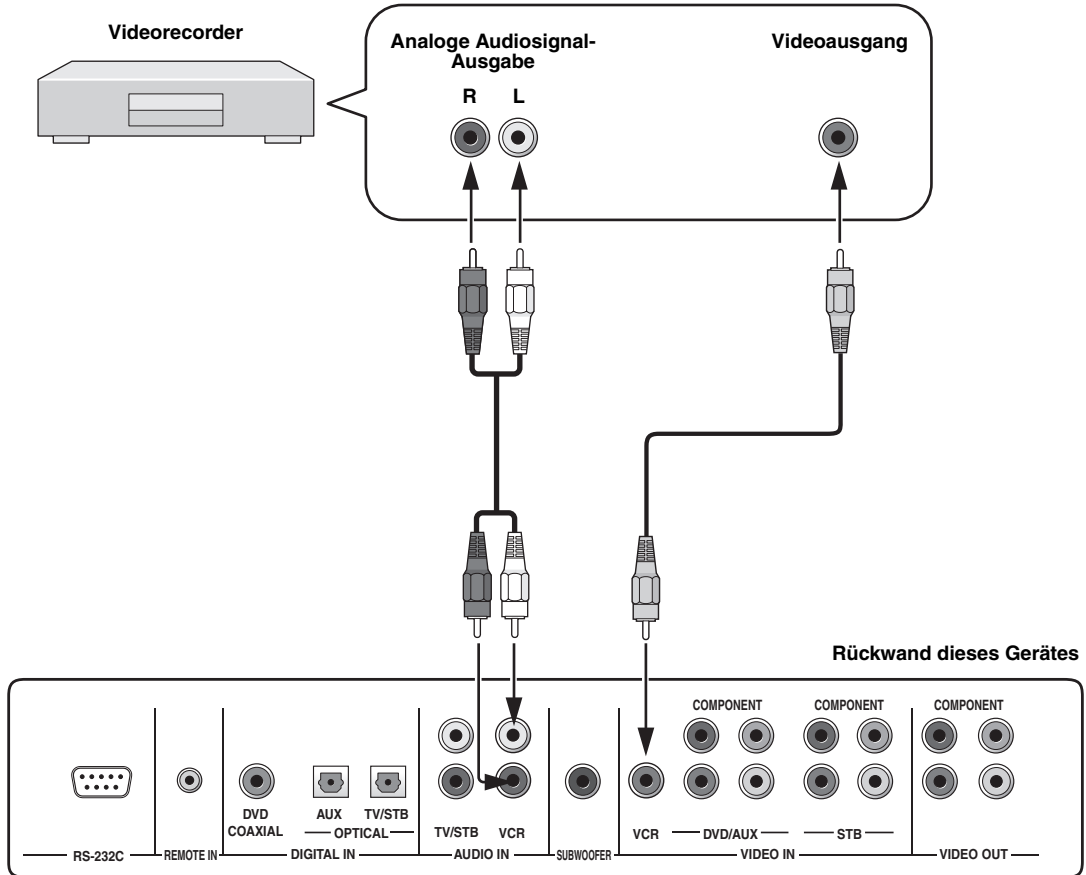 Videorecorder
Analoge Audiosignal-
Ausgabe
Videoausgang
R L
Rückwand dieses Gerätes
COMPONENT COMPONENT COMPONENT
DVD
COAXIAL
AUX TV/STB
OPTICAL
TV/STB VCR
VCR DVD/AUX STB
RS-232C REMOTE IN DIGITAL IN AUDIO IN SUBWOOFER VIDEO IN VIDEO OUT